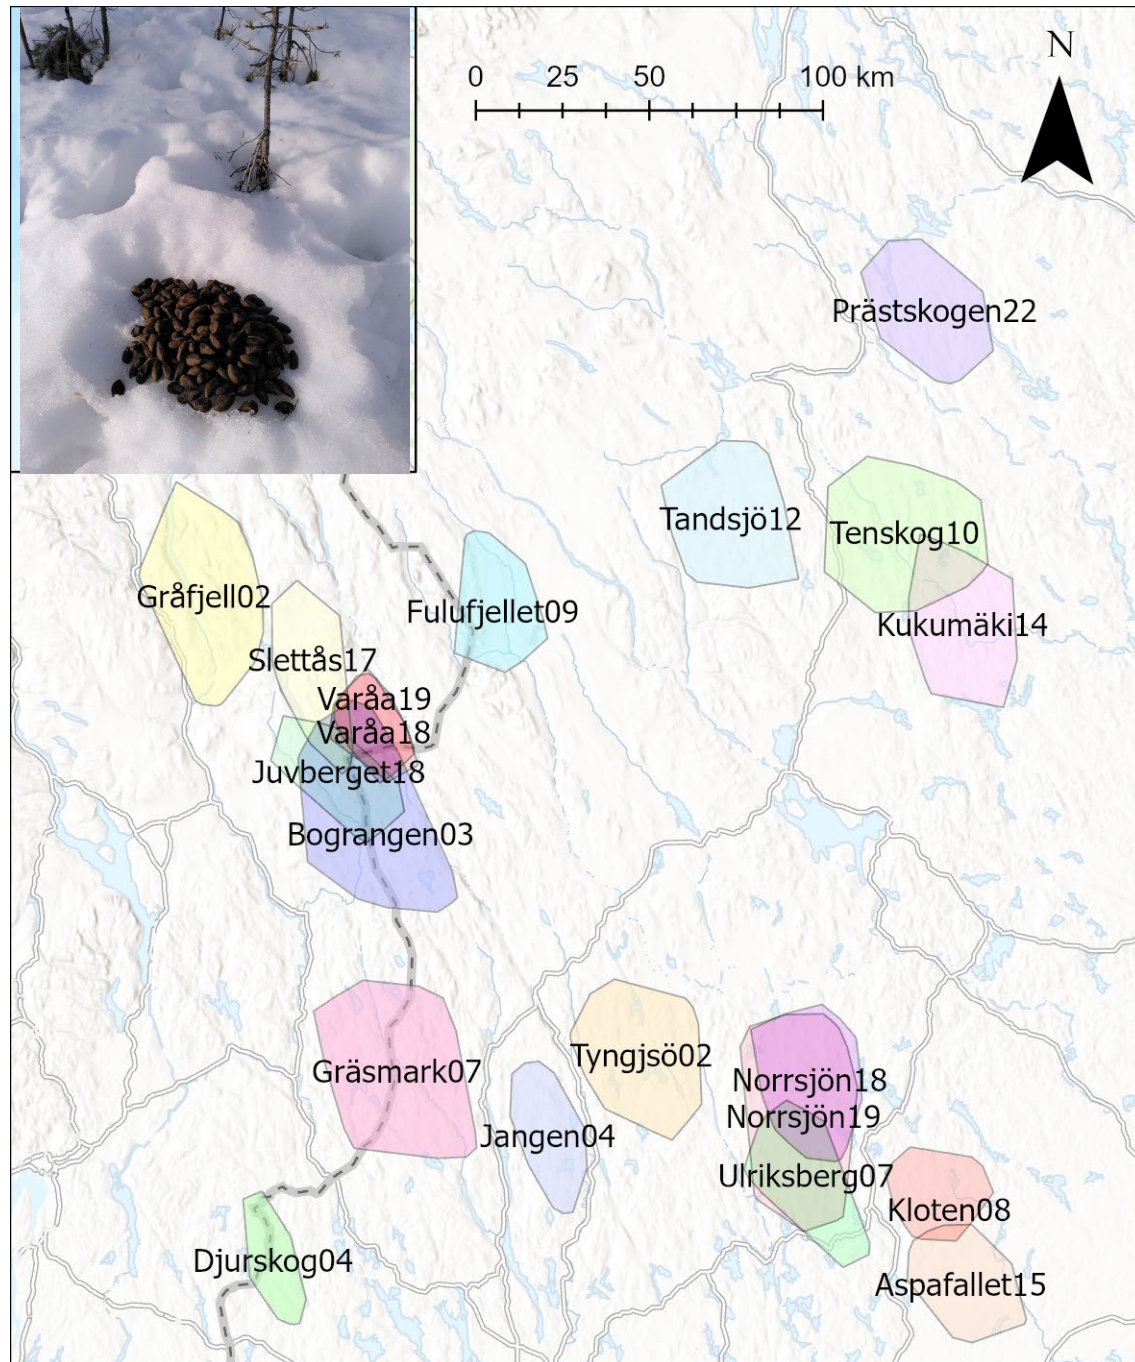 N
0 25 50 100 km
Prästskogen22
Tandsjö12
Tenskog10
Gråfjell02
Fulufjellet09
Kukumäki14
Slettås17
Varåa19
Varåa18
Juvberget18
Bograngen03
Tyngjsö02
Gräsmark07
Norrsjön18
Norrsjön19
Jangen04
Ulriksberg07
Kloten08
Djurskog04
Aspafallet15